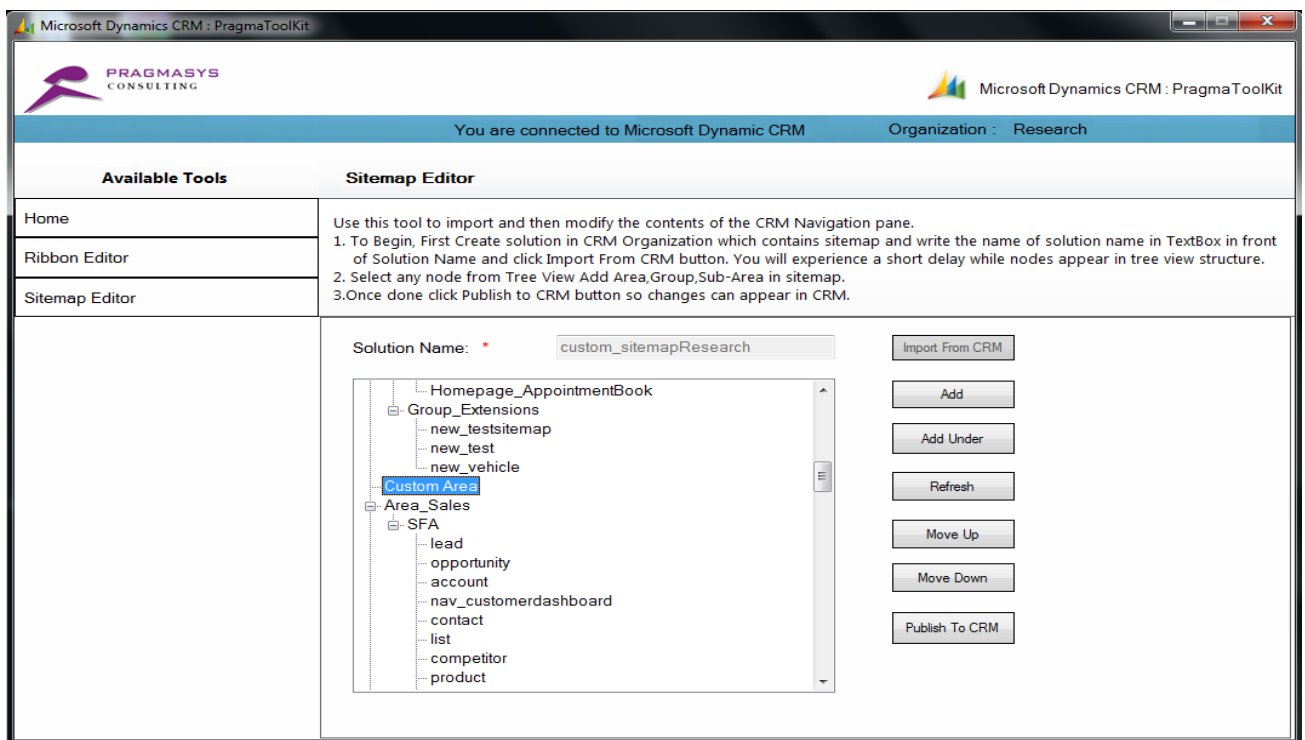 Microsoft Dynamics CRM : PragmaToolKit
PRAGMASYS
CONSULTING
Microsoft Dynamics CRM : PragmaToolKit
You are connected to Microsoft Dynamic CRM
Organization : Research
Available Tools
Sitemap Editor
Home
Ribbon Editor
Sitemap Editor
Use this tool to import and then modify the contents of the CRM Navigation pane.
1. To Begin, First Create solution in CRM Organization which contains sitemap and write the name of solution name in TextBox in front
of Solution Name and click Import From CRM button. You will experience a short delay while nodes appear in tree view structure.
2. Select any node from Tree View Add Area,Group,Sub-Area in sitemap.
3.Once done click Publish to CRM button so changes can appear in CRM.
Solution Name: *
custom_sitemapResearch
Import From CRM
Homepage_AppointmentBook
Group_Extensions
new_testsitemap
new_test
new_vehicle
Custom Area
Area_Sales
SFA
lead
opportunity
account
nav_customerdashboard
contact
list
competitor
product
Add
Add Under
Refresh
Move Up
Move Down
Publish To CRM